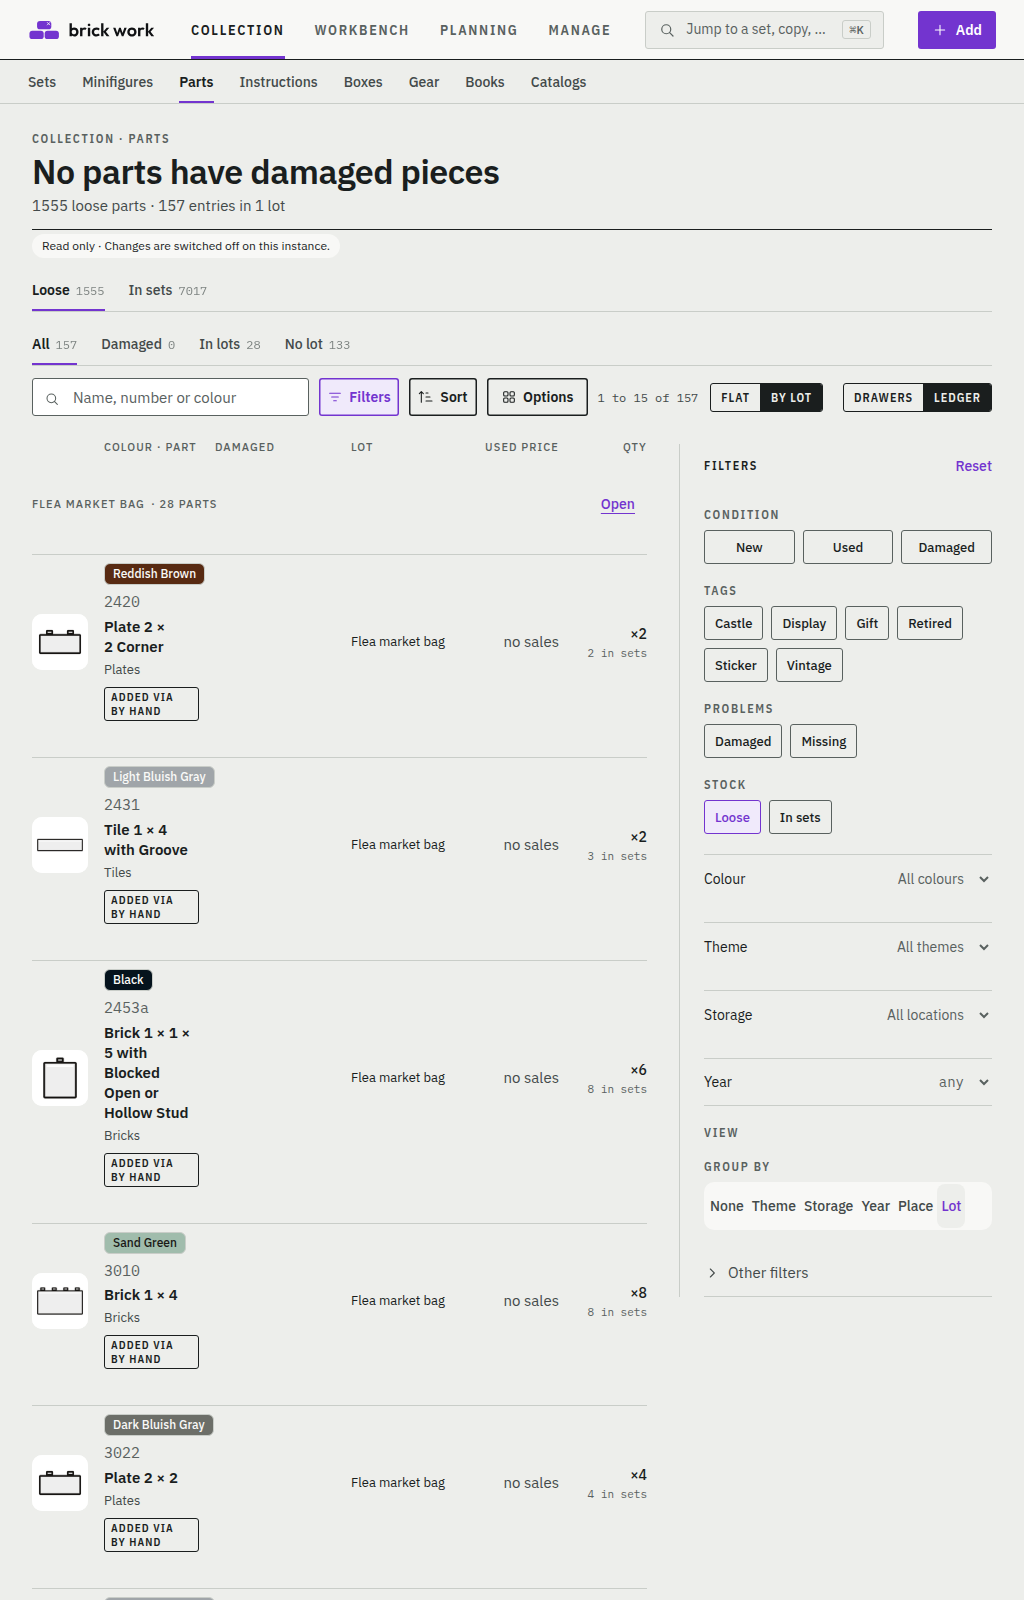 brick work
COLLECTION WORKBENCH PLANNING MANAGE
Jump to a set, copy, ... ⌘K
+ Add
Sets Minifigures Parts Instructions Boxes Gear Books Catalogs
COLLECTION · PARTS
No parts have damaged pieces
1555 loose parts · 157 entries in 1 lot
Read only · Changes are switched off on this instance.
Loose 1555 In sets 7017
All 157 Damaged 0 In lots 28 No lot 133
Name, number or colour Filters Sort Options 1 to 15 of 157 FLAT BY LOT DRAWERS LEDGER
COLOUR · PART DAMAGED LOT USED PRICE QTY
FLEA MARKET BAG · 28 PARTS Open
Reddish Brown
2420
Plate 2 ×
2 Corner
Plates
ADDED VIA
BY HAND
Flea market bag no sales ×2
2 in sets
Light Bluish Gray
2431
Tile 1 × 4
with Groove
Tiles
ADDED VIA
BY HAND
Flea market bag no sales ×2
3 in sets
Black
2453a
Brick 1 × 1 ×
5 with
Blocked
Open or
Hollow Stud
Bricks
ADDED VIA
BY HAND
Flea market bag no sales ×6
8 in sets
Sand Green
3010
Brick 1 × 4
Bricks
ADDED VIA
BY HAND
Flea market bag no sales ×8
8 in sets
Dark Bluish Gray
3022
Plate 2 × 2
Plates
ADDED VIA
BY HAND
Flea market bag no sales ×4
4 in sets
FILTERS Reset
CONDITION
New Used Damaged
TAGS
Castle Display Gift Retired
Sticker Vintage
PROBLEMS
Damaged Missing
STOCK
Loose In sets
Colour All colours
Theme All themes
Storage All locations
Year any
VIEW
GROUP BY
None Theme Storage Year Place Lot
Other filters